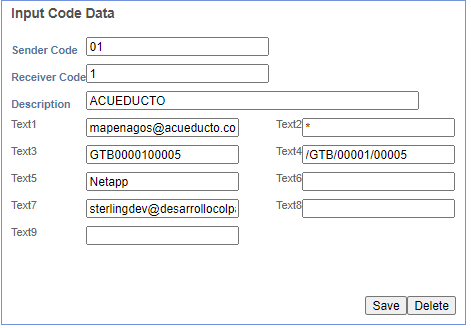 Input Code Data
Sender Code 01
Receiver Code 1
Description ACUEDUCTO
Text1 mapenagos@acueducto.co Text2 *
Text3 GTB0000100005 Text4 /GTB/00001/00005
Text5 Netapp Text6
Text7 sterlingdev@desarrollocolp Text8
Text9
Save Delete